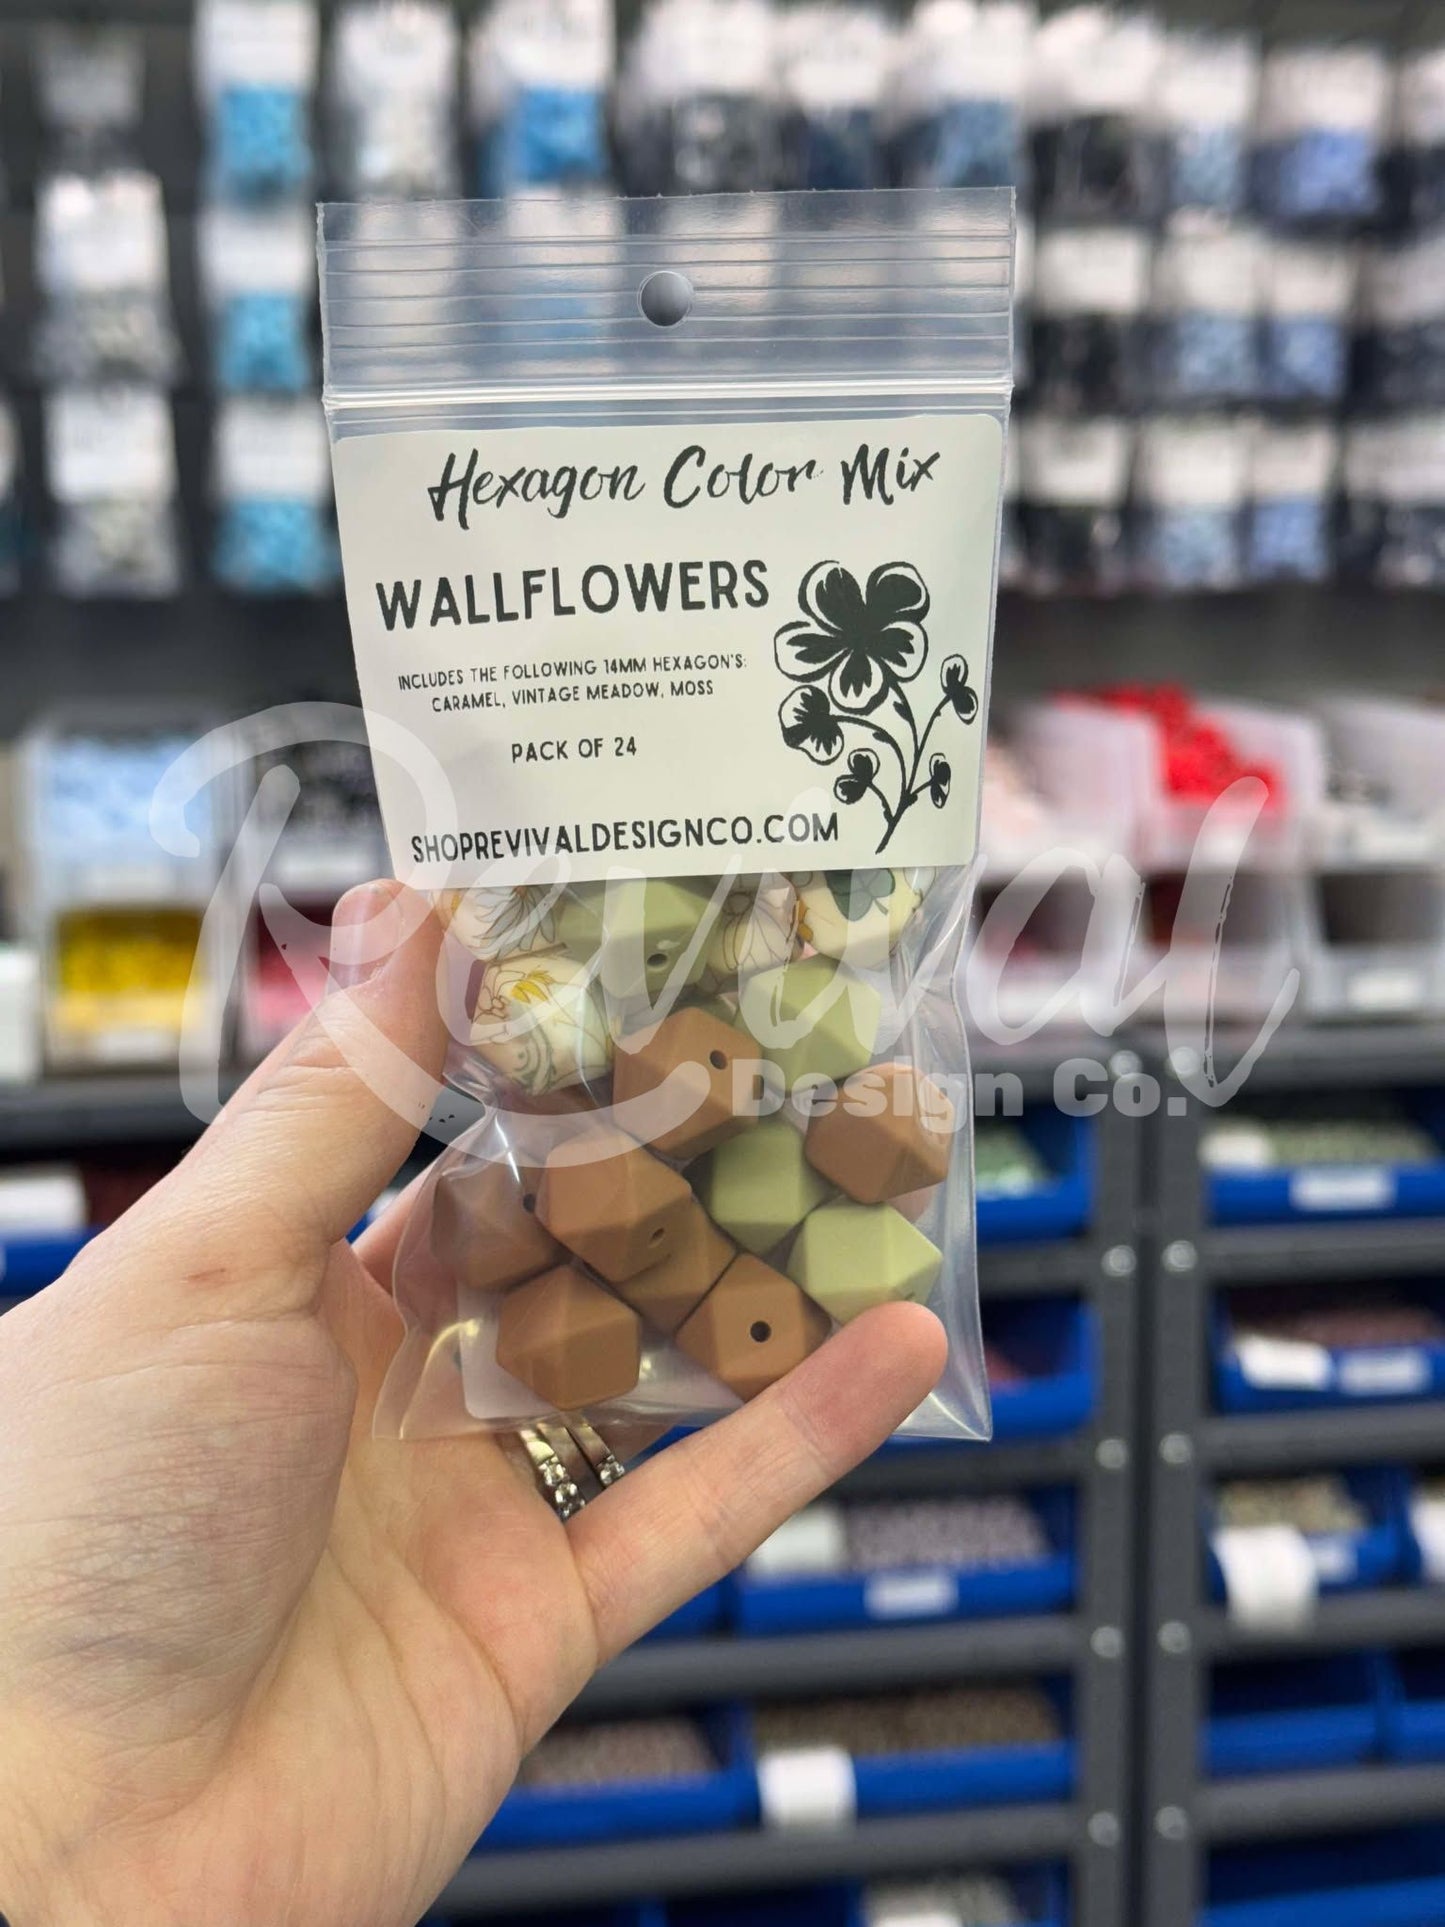 Hexagon Color Mix
WALLFLOWERS
INCLUDES THE FOLLOWING 14MM HEXAGON'S:
CARAMEL, VINTAGE MEADOW, MOSS
PACK OF 24
SHOPREVIVALDESIGNCO.COM
Revival
Design Co.